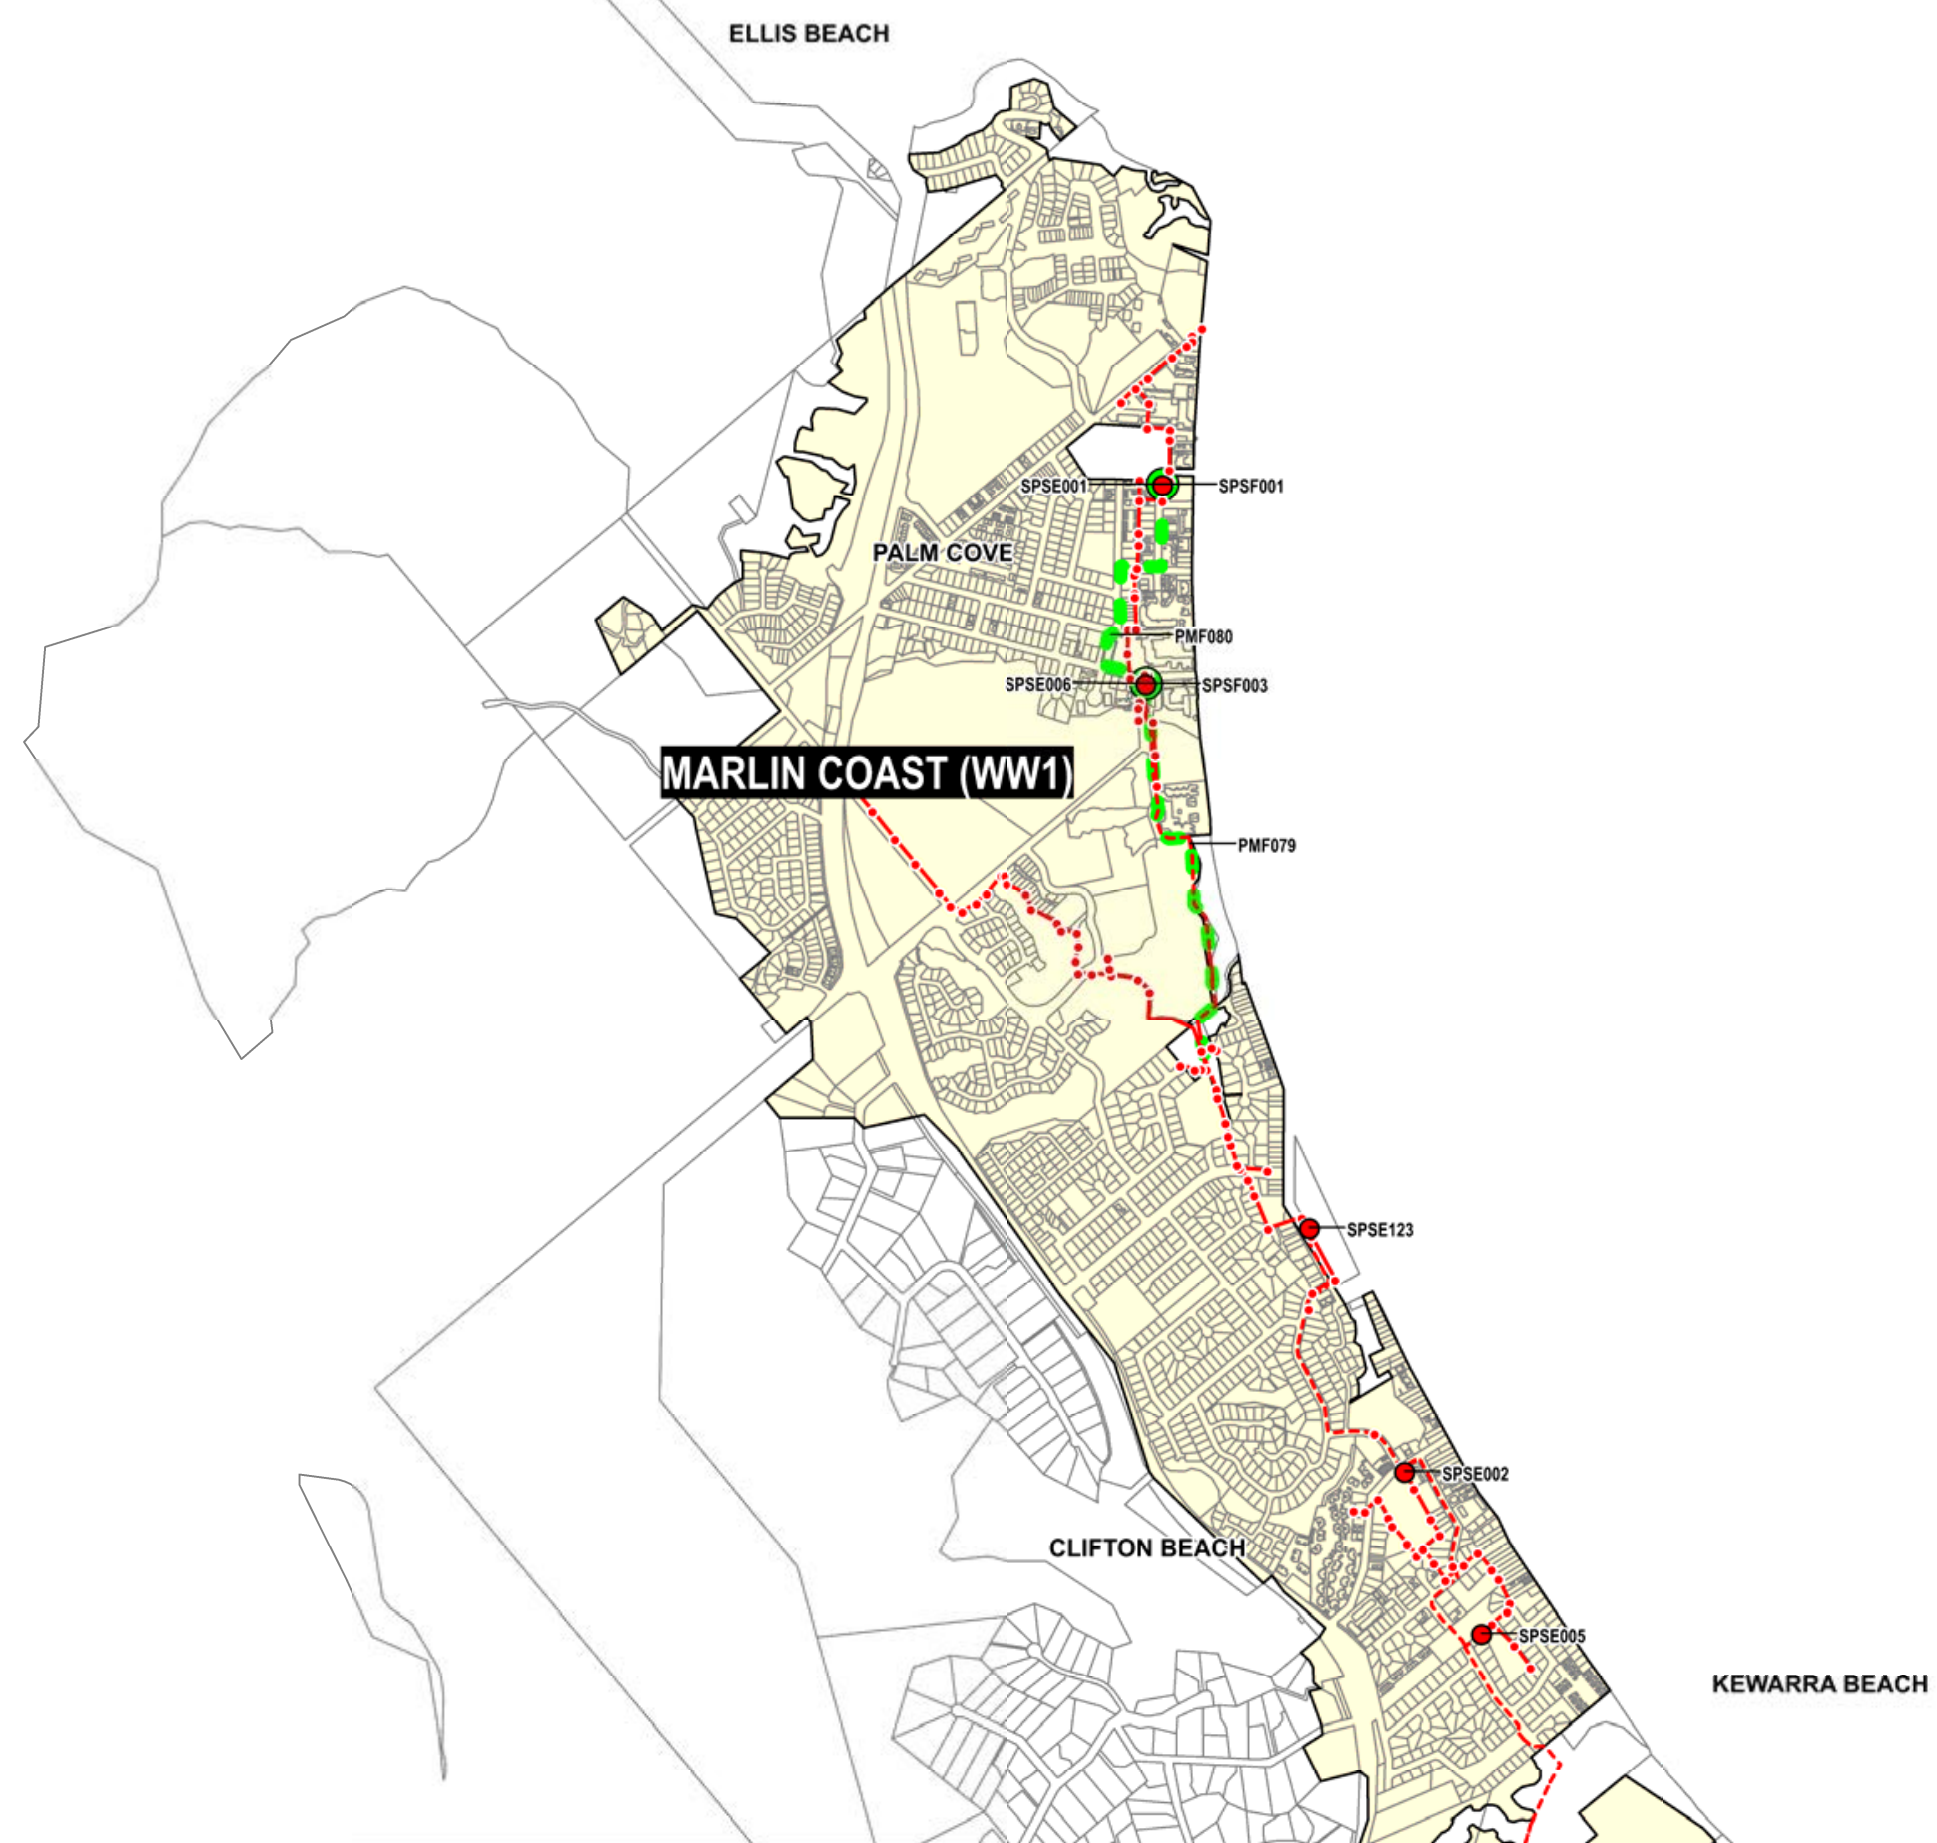 ELLIS BEACH
SPSE001
SPSF001
PALM COVE
PMF080
SPSE006
SPSF003
MARLIN COAST (WW1)
PMF079
SPSE123
SPSE002
CLIFTON BEACH
SPSE005
KEWARRA BEACH